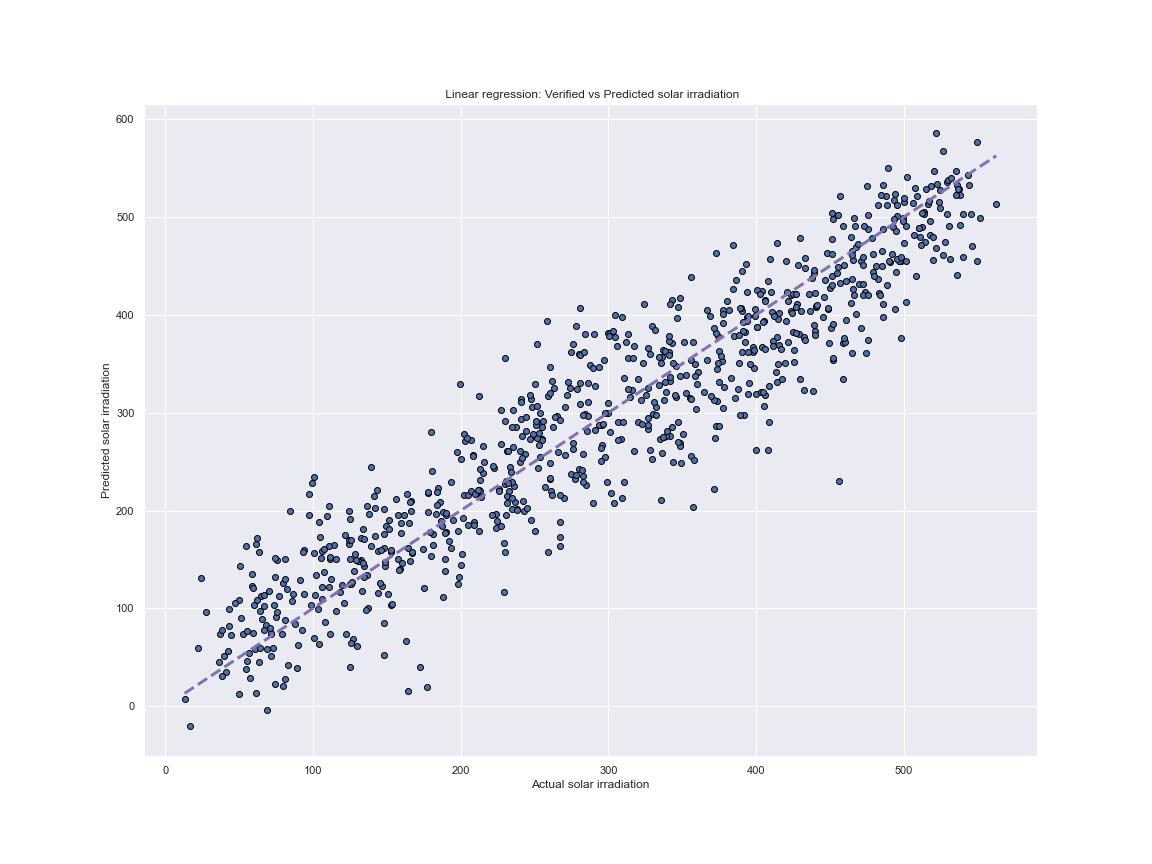 Linear regression: Verified vs Predicted solar irradiation
600
500
400
300
200
100
0
Predicted solar irradiation
0 100 200 300 400 500
Actual solar irradiation